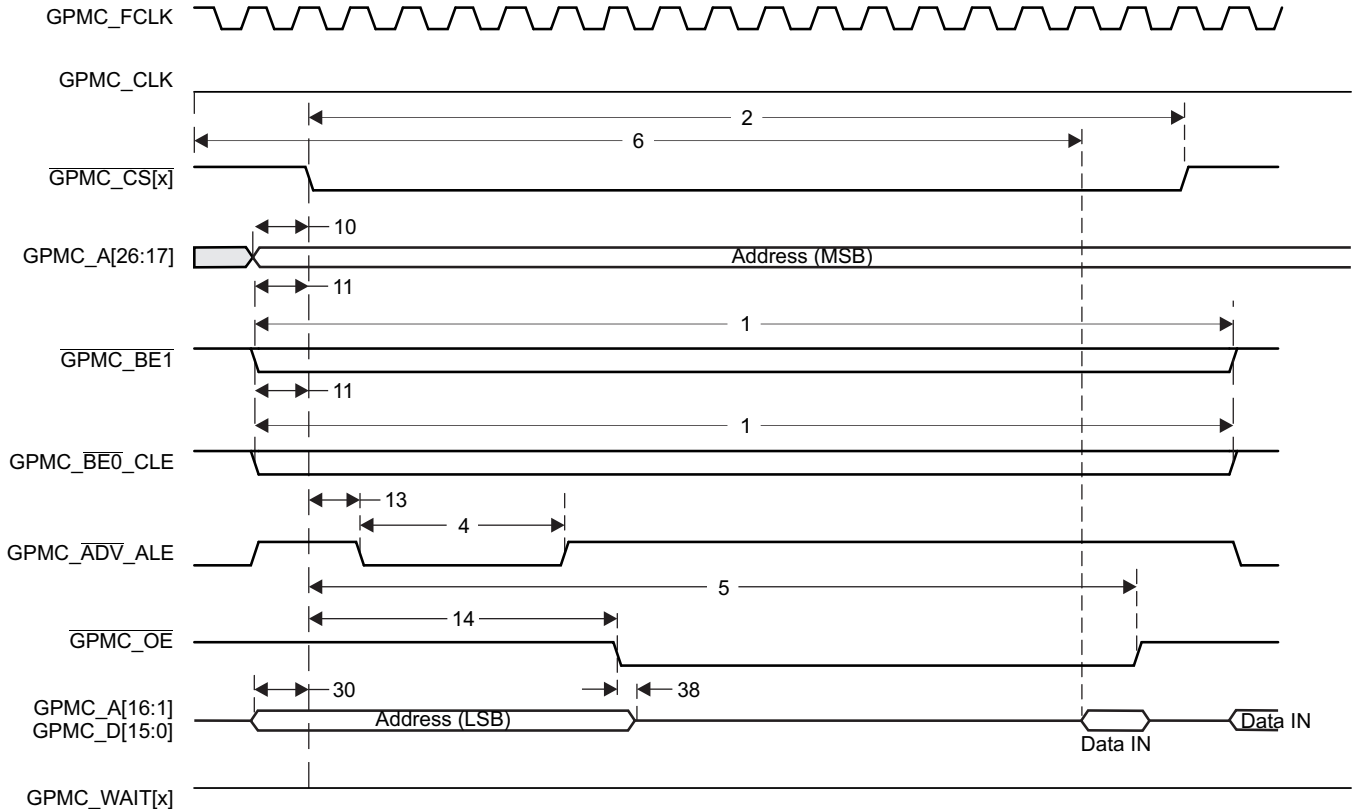 GPMC_FCLK
GPMC_CLK
2
6
GPMC_CS[x]
10
GPMC_A[26:17]
Address (MSB)
11
1
GPMC_BE1
11
1
GPMC_BE0_CLE
13
4
GPMC_ADV_ALE
5
14
GPMC_OE
30
38
GPMC_A[16:1]
GPMC_D[15:0]
Address (LSB)
Data IN
Data IN
GPMC_WAIT[x]